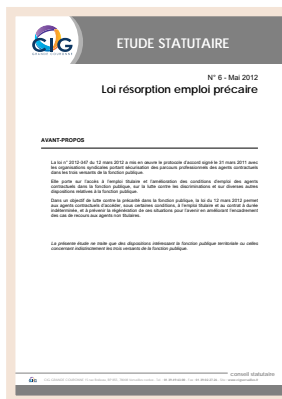 CIG
GRANDE COURONNE
ETUDE STATUTAIRE
N° 6 - Mai 2012
Loi résorption emploi précaire
AVANT-PROPOS
La loi n° 2012-347 du 12 mars 2012 a mis en œuvre le protocole d'accord signé le 31 mars 2011 avec
les organisations syndicales portant sécurisation des parcours professionnels des agents contractuels
dans les trois versants de la fonction publique.
Elle porte sur l'accès à l'emploi titulaire et l'amélioration des conditions d'emploi des agents
contractuels dans la fonction publique, sur la lutte contre les discriminations et sur diverses autres
dispositions relatives à la fonction publique.
Dans un objectif de lutte contre la précarité dans la fonction publique, la loi du 12 mars 2012 permet
aux agents contractuels d'accéder, sous certaines conditions, à l'emploi titulaire et au contrat à durée
indéterminée, et à prévenir la régénération de ces situations pour l'avenir en améliorant l'encadrement
des cas de recours aux agents non titulaires.
La présente étude ne traite que des dispositions intéressant la fonction publique territoriale ou celles
concernant indistinctement les trois versants de la fonction publique.
conseil statutaire
CIG